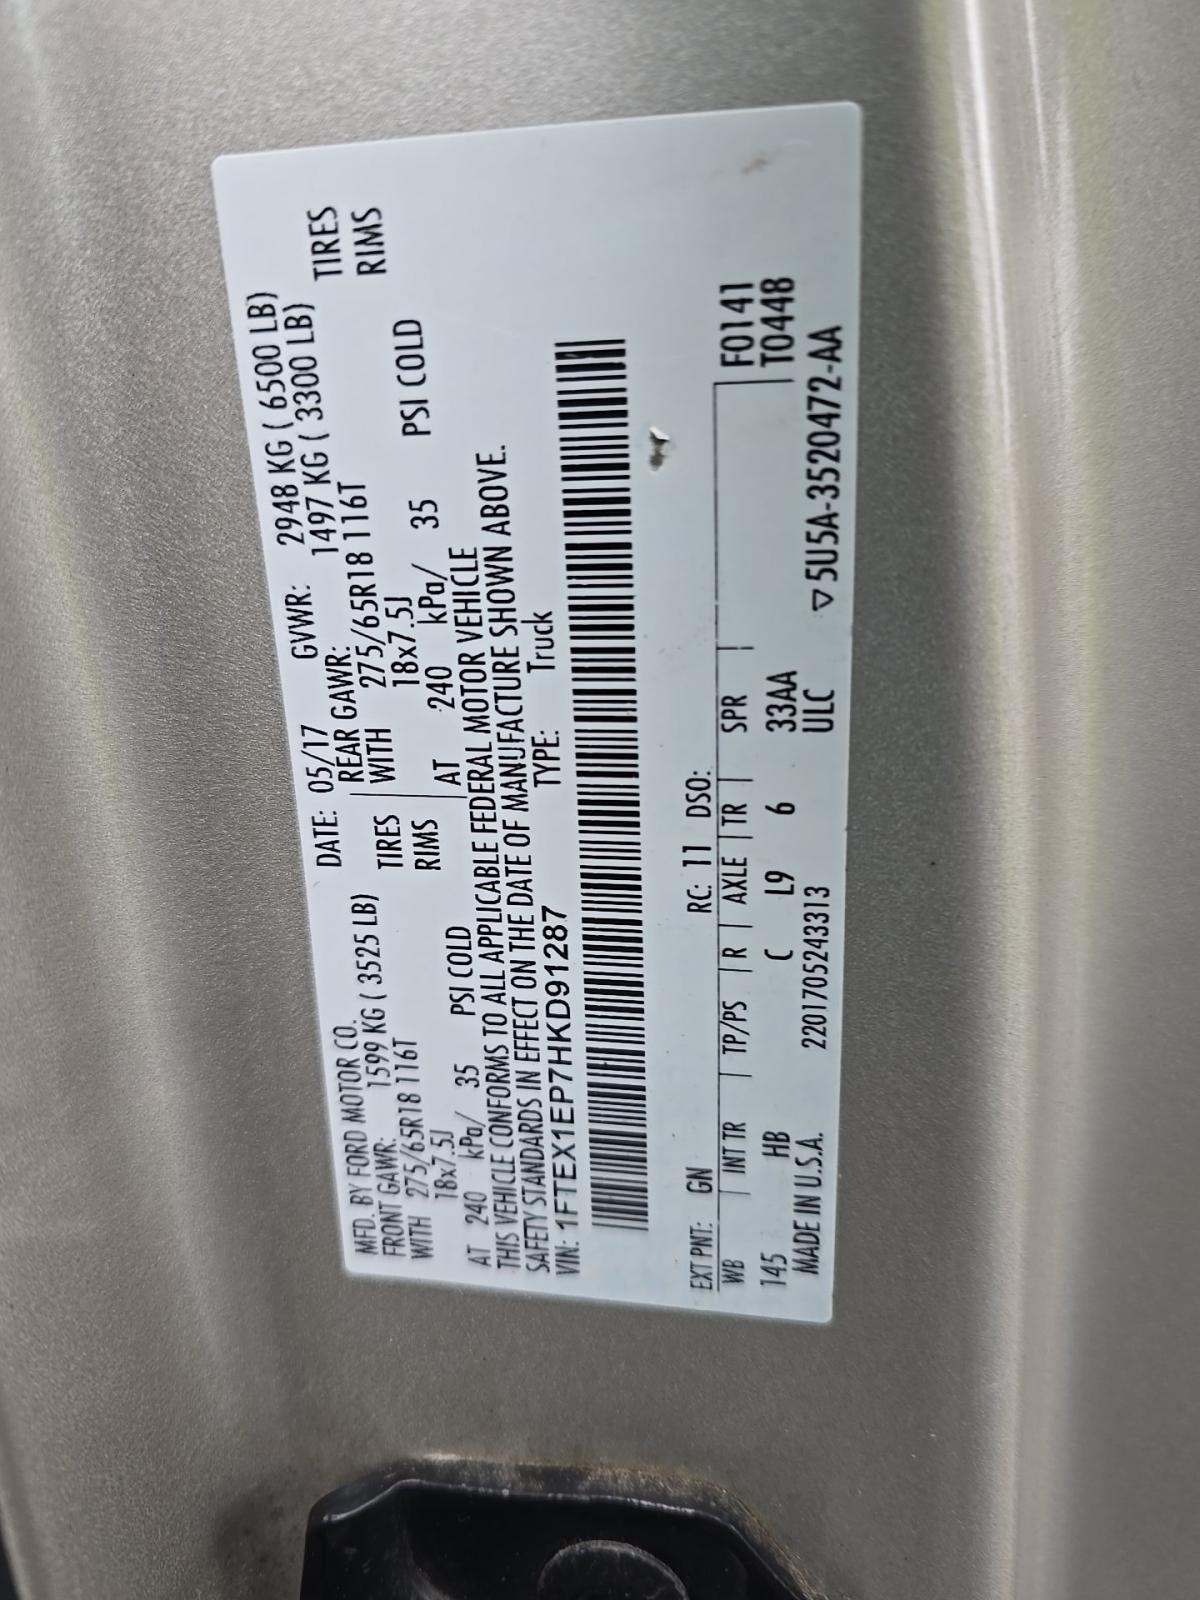 MFD. BY FORD MOTOR CO. DATE: 05/17 GVWR: 2948 KG ( 6500 LB)
FRONT GAWR: 1599 KG ( 3525 LB) REAR GAWR: 1497 KG ( 3300 LB)
WITH 275/65R18 116T TIRES WITH 275/65R18 116T TIRES
18x7.5J RIMS 18x7.5J RIMS
AT 240 kPa/ 35 PSI COLD AT 240 kPa/ 35 PSI COLD
THIS VEHICLE CONFORMS TO ALL APPLICABLE FEDERAL MOTOR VEHICLE
SAFETY STANDARDS IN EFFECT ON THE DATE OF MANUFACTURE SHOWN ABOVE.
VIN: 1FTEX1EP7HKD91287 TYPE: Truck
EXT PNT: GN RC: 11 DSO:
WB | INT TR | TP/PS | R | AXLE | TR | SPR | F0141
145 HB C L9 6 33AA T0448
MADE IN U.S.A. 2201705243313 ULC ▽5U5A-3520472-AA